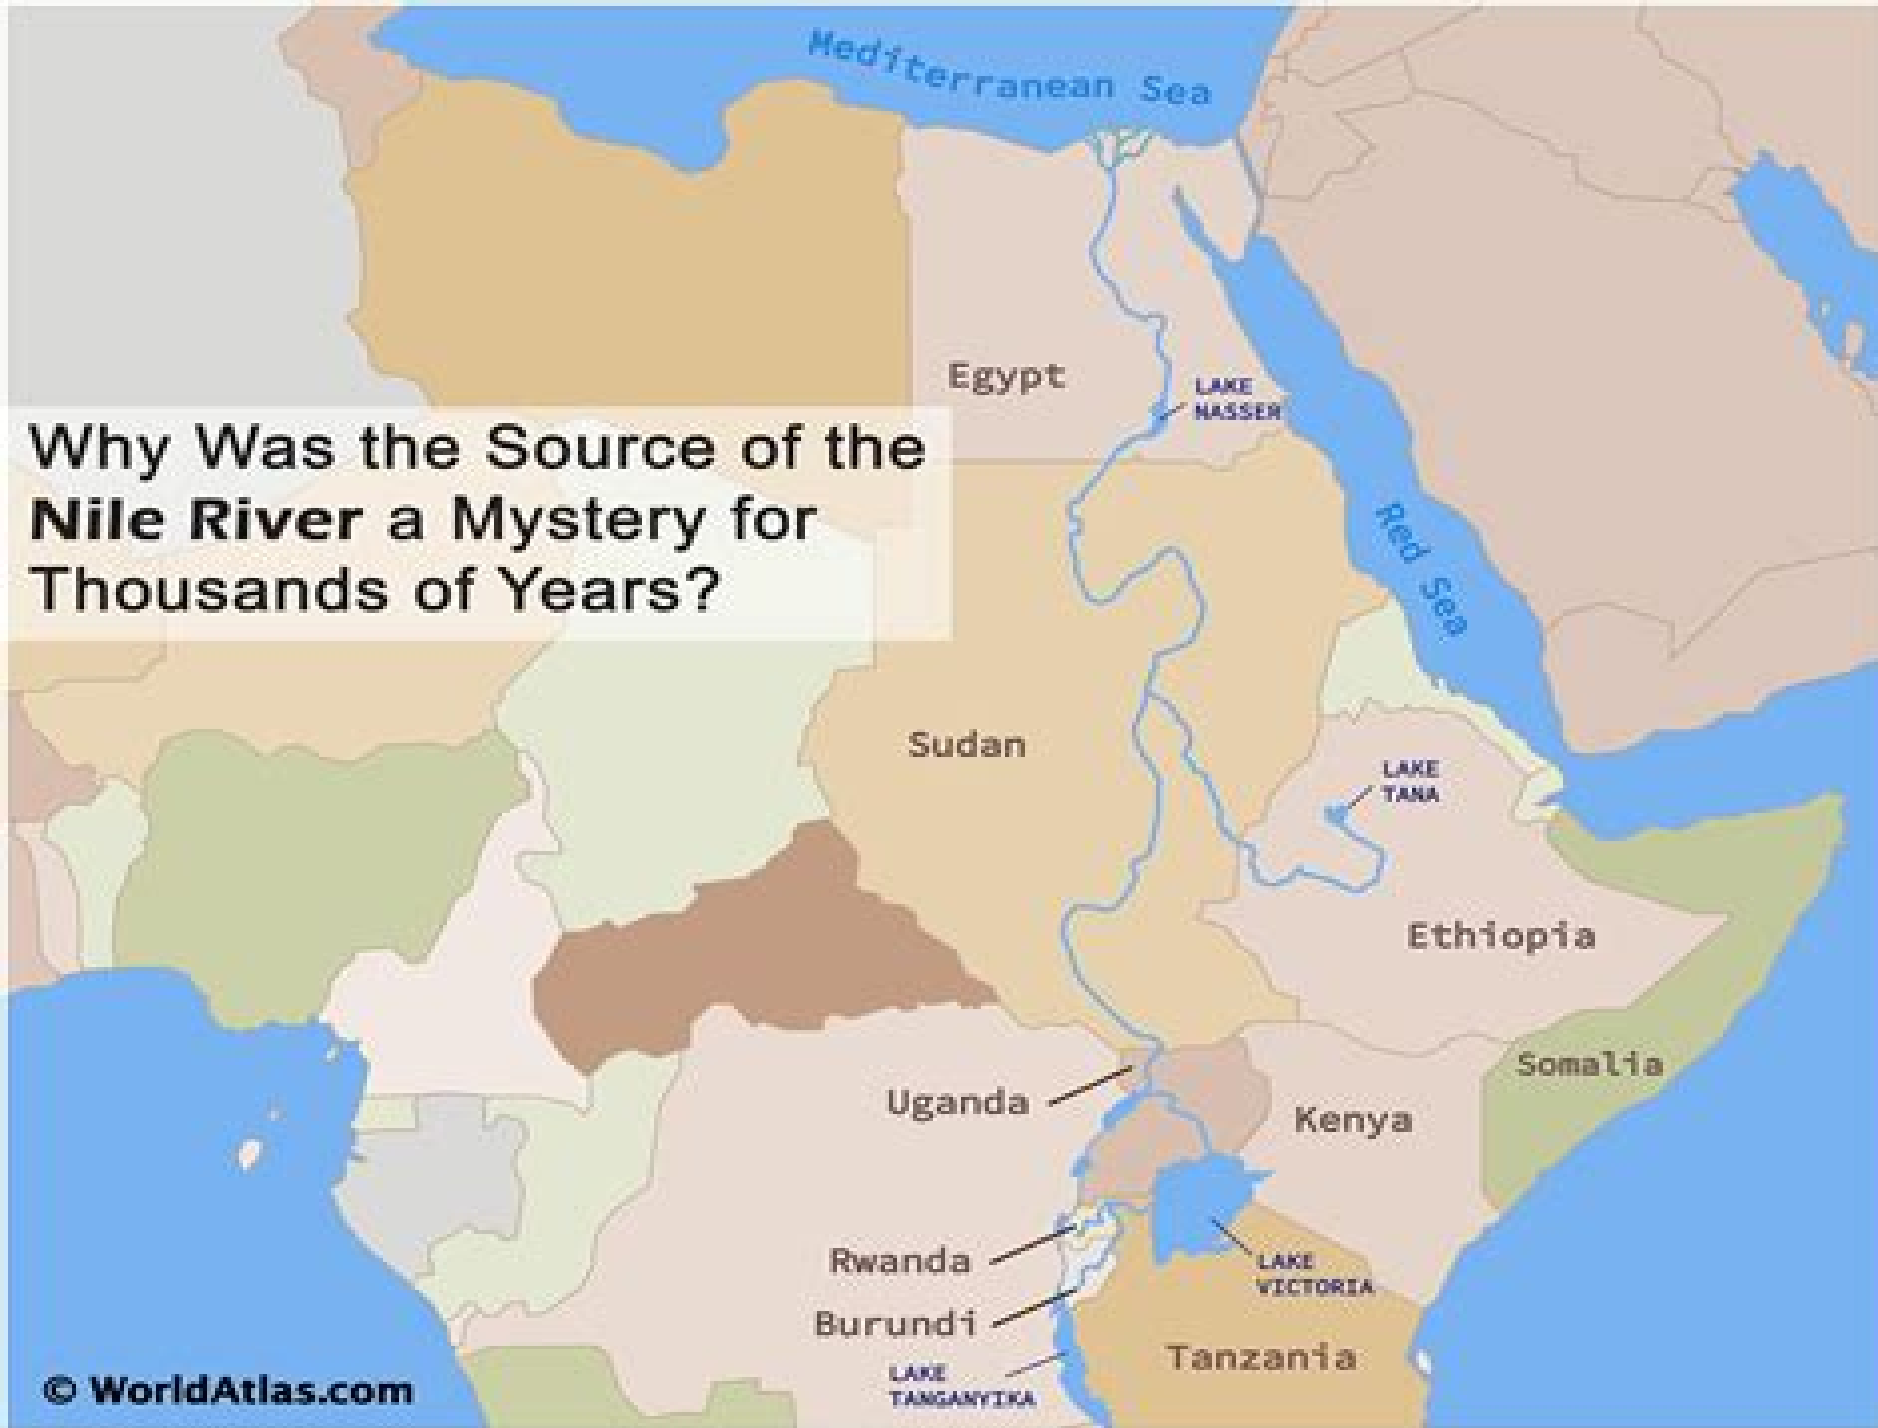 Mediterranean Sea
Egypt
LAKE
NASSER
Why Was the Source of the
Nile River a Mystery for
Thousands of Years?
Red Sea
Sudan
LAKE
TANA
Ethiopia
Somalia
Uganda
Kenya
Rwanda
LAKE
VICTORIA
Burundi
Tanzania
LAKE
TANGANYIKA
© WorldAtlas.com